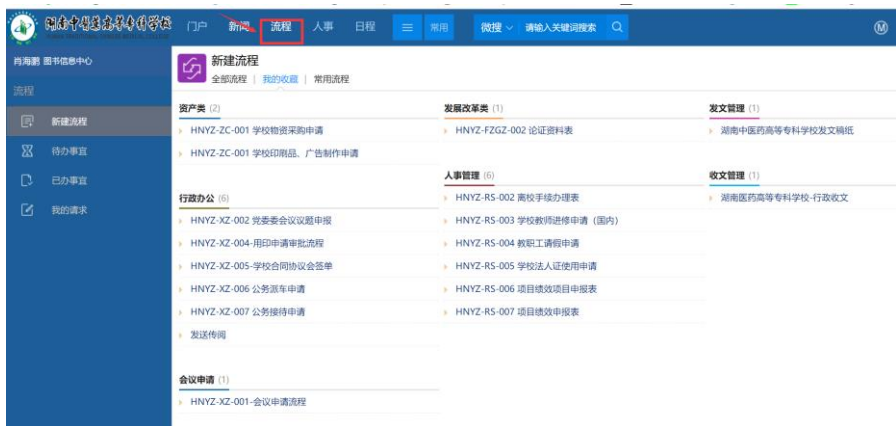 湖南中医药高等专科学校
门户 新闻 流程 人事 日程 常用 微搜 请输入关键词搜索
肖海鹏 图书信息中心
流程
新建流程
待办事宜
已办事宜
我的请求
新建流程
全部流程 | 我的收藏 | 常用流程
资产类 (2)
HNYZ-ZC-001 学校物资采购申请
HNYZ-ZC-001 学校印刷品、广告制作申请
行政办公 (6)
HNYZ-XZ-002 党委会议议题申报
HNYZ-XZ-004-用印申请审批流程
HNYZ-XZ-005-学校合同协议会签单
HNYZ-XZ-006 公务派车申请
HNYZ-XZ-007 公务接待申请
发送传阅
会议申请 (1)
HNYZ-XZ-001-会议申请流程
发展改革类 (1)
HNYZ-FZGZ-002 论证资料表
人事管理 (6)
HNYZ-RS-002 离校手续办理表
HNYZ-RS-003 学校教师进修申请（国内）
HNYZ-RS-004 教职工请假申请
HNYZ-RS-005 学校法人证使用申请
HNYZ-RS-006 项目绩效项目申报表
HNYZ-RS-007 项目绩效申报表
发文管理 (1)
湖南中医药高等专科学校发文稿纸
收文管理 (1)
湖南医药高等专科学校-行政收文